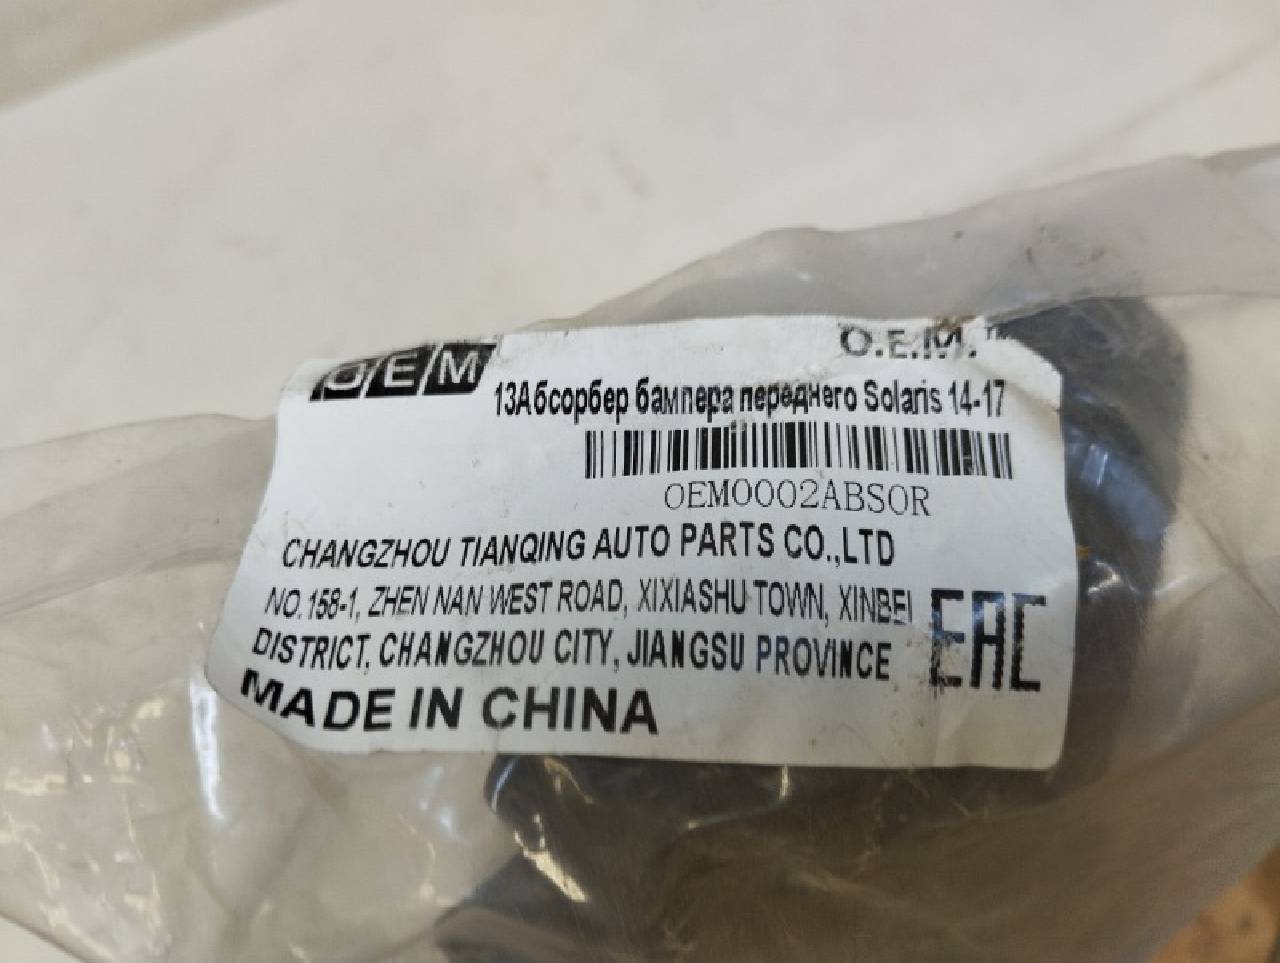 OEM
O.E.M.™
13Абсорбер бампера переднего Solaris 14-17
OEM0002ABSOR
CHANGZHOU TIANQING AUTO PARTS CO.,LTD
NO.158-1, ZHEN NAN WEST ROAD, XIXIASHU TOWN, XINBEI
DISTRICT, CHANGZHOU CITY, JIANGSU PROVINCE
EAC
MADE IN CHINA